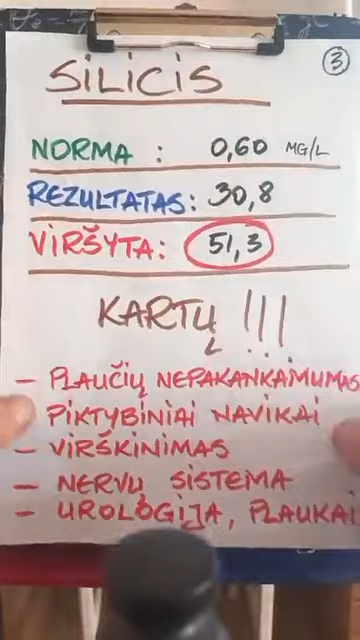 3
SILICIS
NORMA : 0,60 MG/L
REZULTATAS: 30,8
VIRŠYTA: 51,3
KARTŲ !!!
- PLAUČIŲ NEPAKANKAMUMAS
- PIKTYBINIAI NAVIKAI
- VIRŠKINIMAS
- NERVŲ SISTEMA
- UROLOGIJA, PLAUKAI